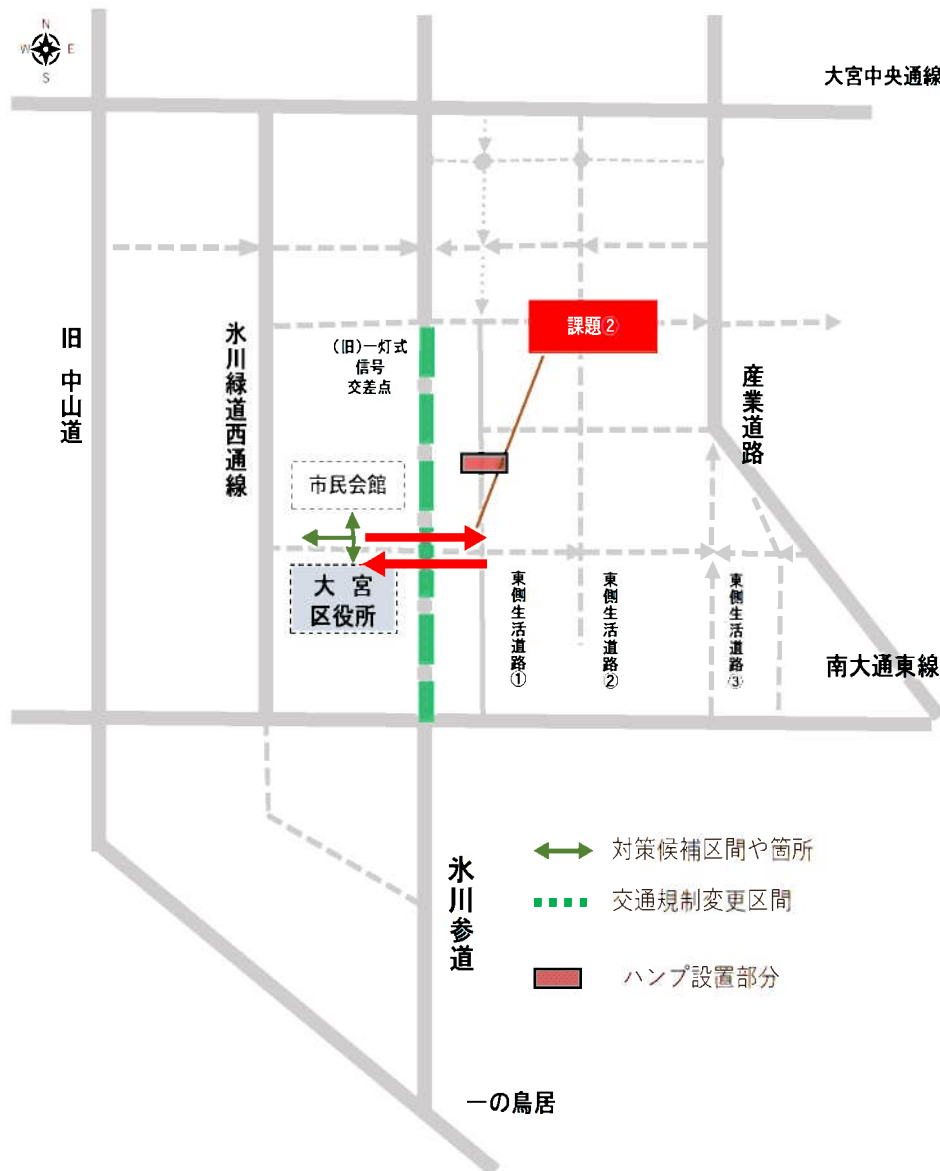 N
W E
S
大宮中央通線
課題②
(旧)一灯式
信号
交差点
旧 中山道
氷川緑道西通線
産業道路
市民会館
大 宮
区役所
東側生活道路①
東側生活道路②
東側生活道路③
南大通東線
対策候補区間や箇所
交通規制変更区間
ハンプ設置部分
氷川参道
一の鳥居